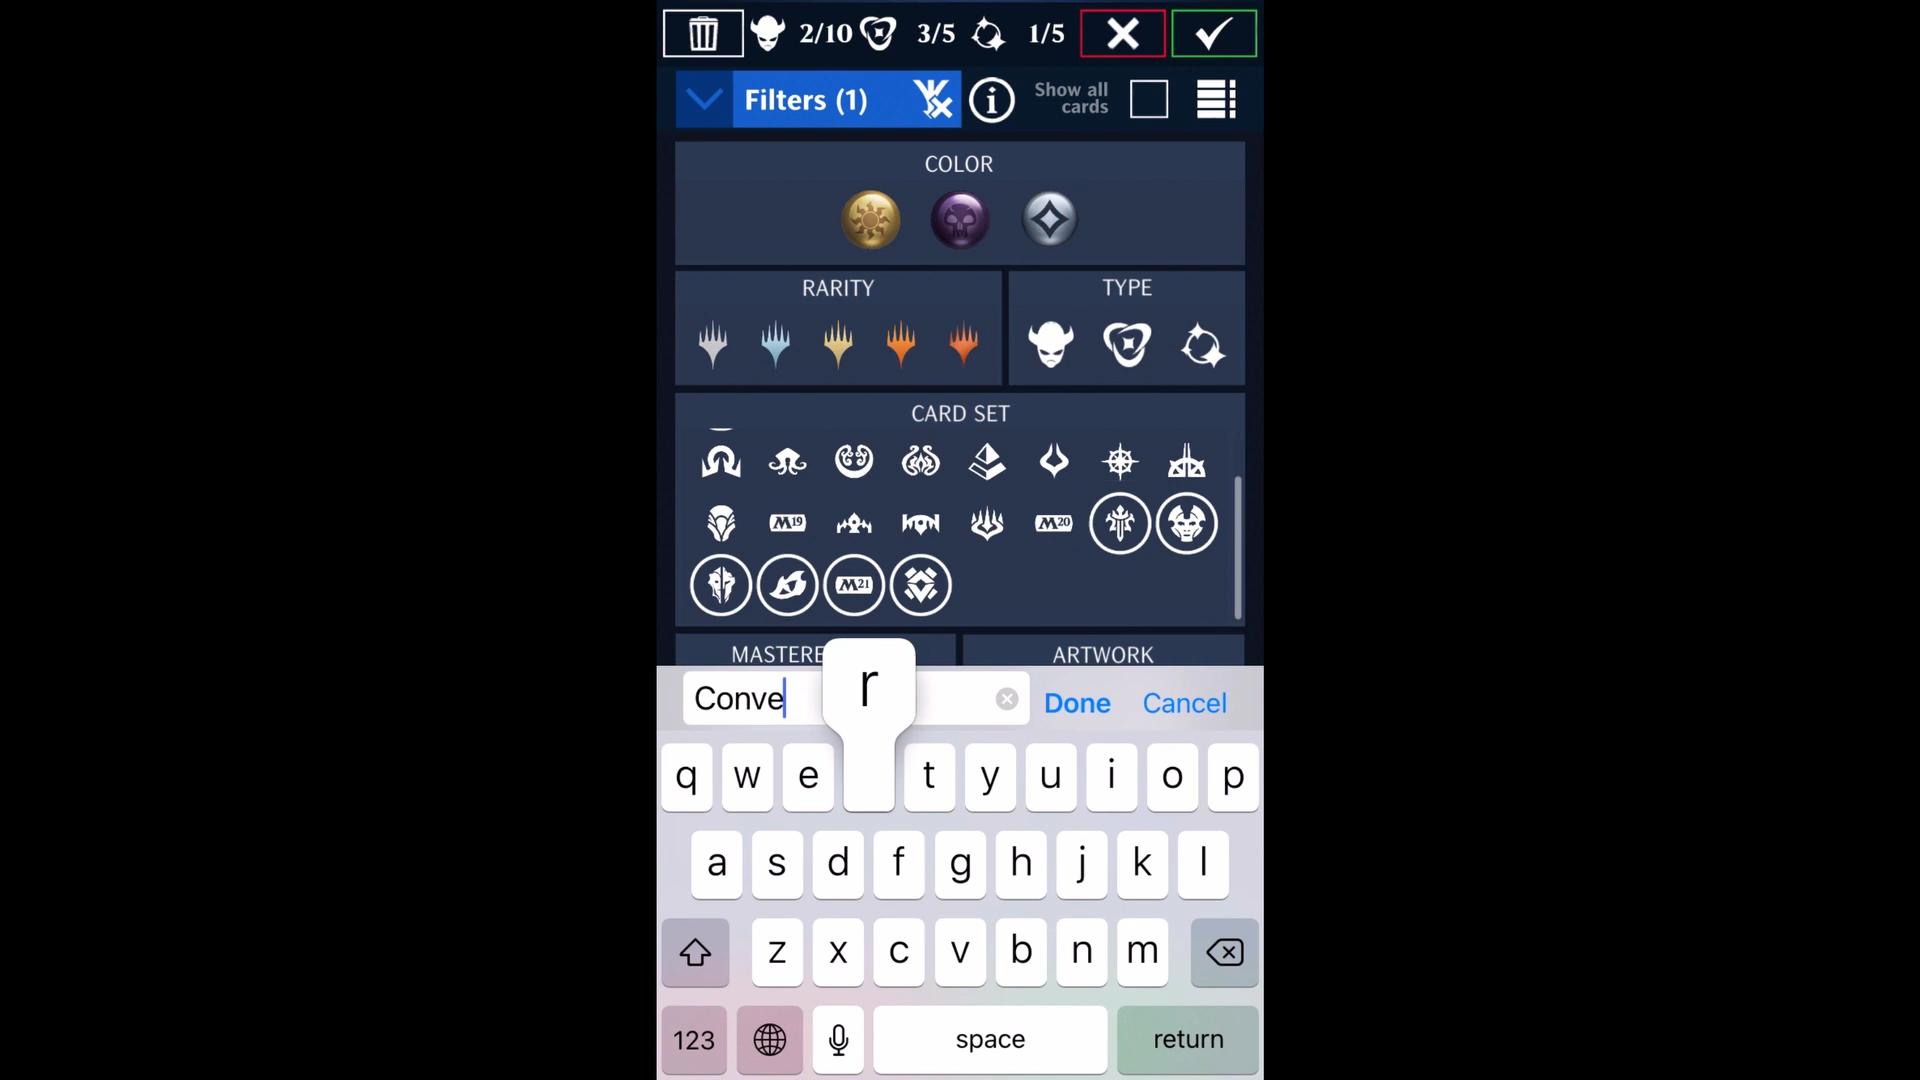 2/10 3/5 1/5
Filters (1) i Show all
cards
COLOR
RARITY TYPE
CARD SET
M19 M20
M21
MASTERE ARTWORK
Conve r Done Cancel
q w e t y u i o p
a s d f g h j k l
z x c v b n m
123 space return